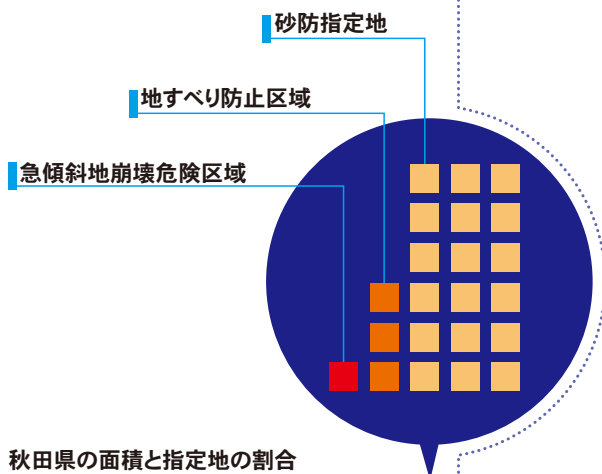 砂防指定地
地すべり防止区域
急傾斜地崩壊危険区域
秋田県の面積と指定地の割合